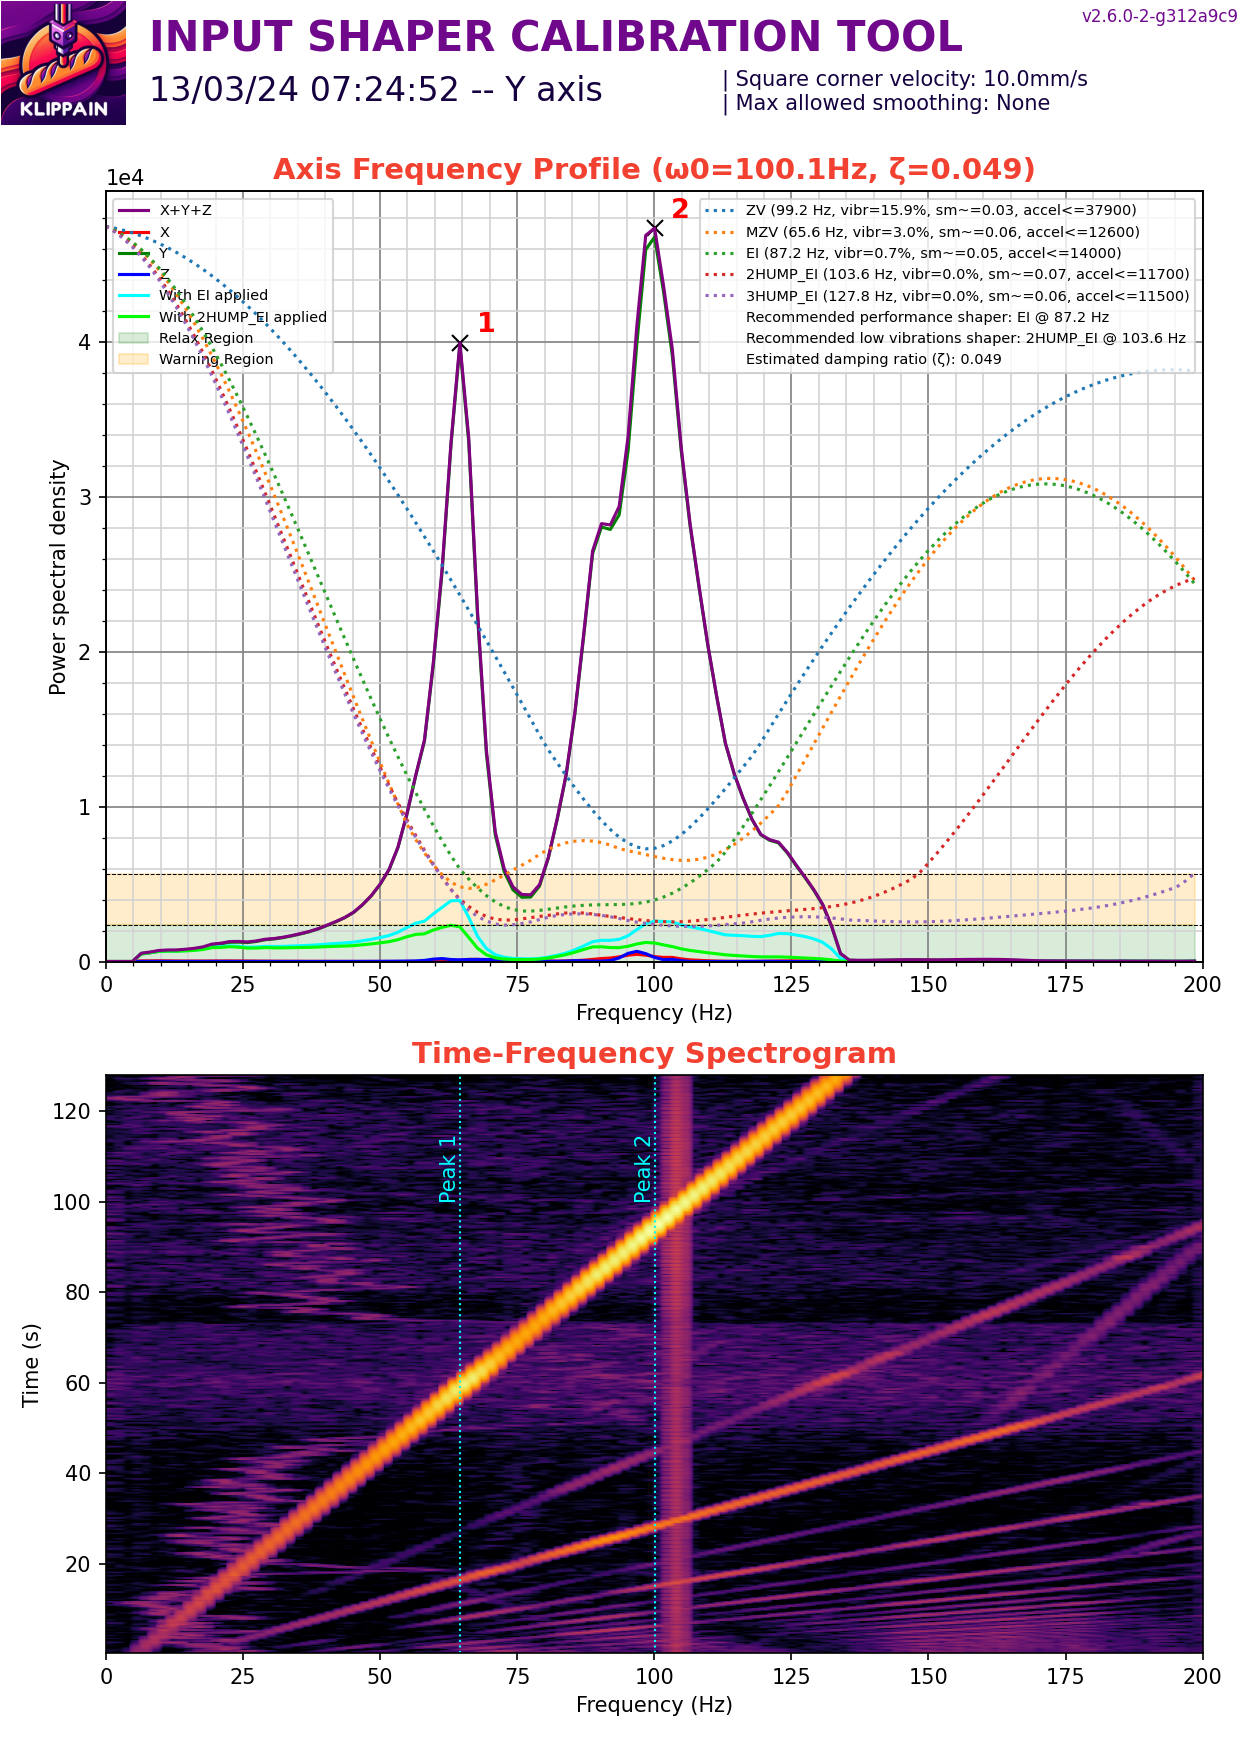 v2.6.0-2-g312a9c9
INPUT SHAPER CALIBRATION TOOL
13/03/24 07:24:52 -- Y axis
| Square corner velocity: 10.0mm/s
| Max allowed smoothing: None
KLIPPAIN
Axis Frequency Profile (ω0=100.1Hz, ζ=0.049)
1e4
X+Y+Z
X
Y
Z
With EI applied
With 2HUMP_EI applied
Relax Region
Warning Region
1
2
ZV (99.2 Hz, vibr=15.9%, sm~=0.03, accel<=37900)
MZV (65.6 Hz, vibr=3.0%, sm~=0.06, accel<=12600)
EI (87.2 Hz, vibr=0.7%, sm~=0.05, accel<=14000)
2HUMP_EI (103.6 Hz, vibr=0.0%, sm~=0.07, accel<=11700)
3HUMP_EI (127.8 Hz, vibr=0.0%, sm~=0.06, accel<=11500)
Recommended performance shaper: EI @ 87.2 Hz
Recommended low vibrations shaper: 2HUMP_EI @ 103.6 Hz
Estimated damping ratio (ζ): 0.049
Power spectral density
4
3
2
1
0
0 25 50 75 100 125 150 175 200
Frequency (Hz)
Time-Frequency Spectrogram
Time (s)
120
100
80
60
40
20
Peak 1
Peak 2
0 25 50 75 100 125 150 175 200
Frequency (Hz)